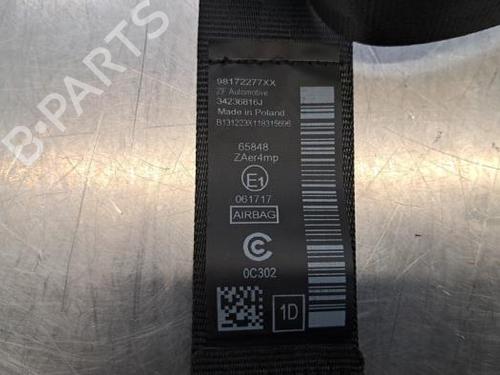 98172277XX
ZF Automotive
34236816J
Made in Poland
B131223X118315696
65848
ZAer4mp
E1
061717
AIRBAG
0C302
1D
B-PARTS